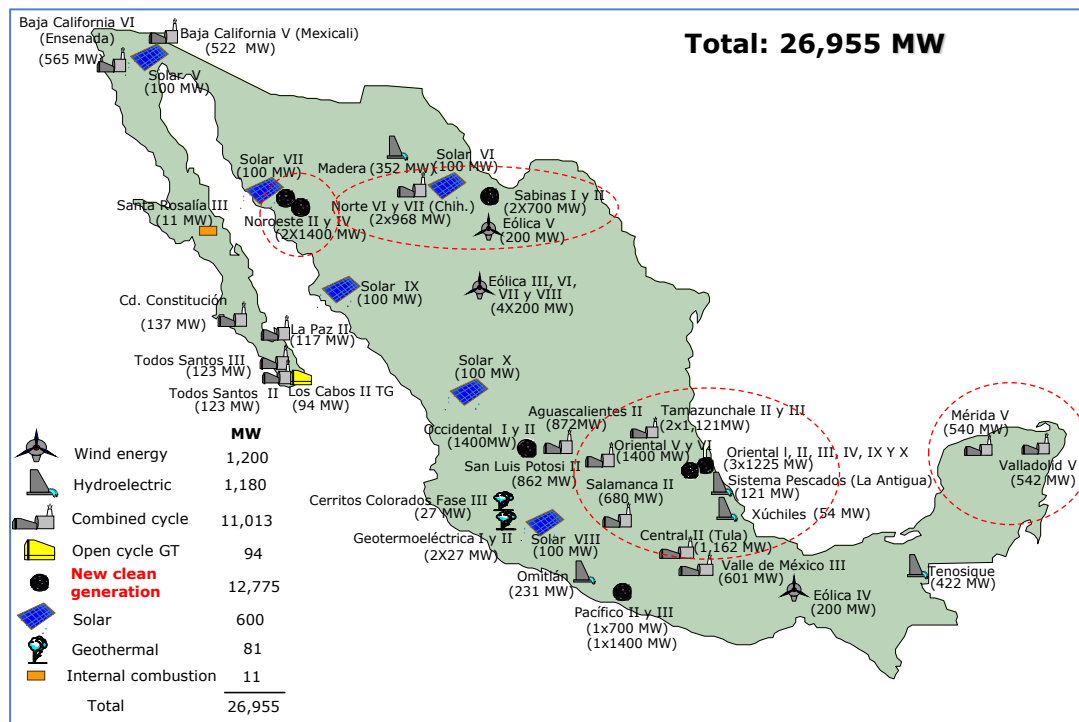 Baja California VI
(Ensenada)
(565 MW)
Baja California V (Mexicali)
(522 MW)
Total: 26,955 MW
Solar V
(100 MW)
Solar VII
(100 MW)
Madera (352 MW)
Solar VI
(100 MW)
Santa Rosalía III
(11 MW)
Noroeste II y IV
(2X1400 MW)
Norte VI y VII (Chih.)
(2x968 MW)
Sabinas I y II
(2X700 MW)
Eólica V
(200 MW)
Solar IX
(100 MW)
Eólica III, VI,
VII y VIII
(4X200 MW)
Cd. Constitución
(137 MW)
La Paz II
(117 MW)
Todos Santos III
(123 MW)
Todos Santos II
(123 MW)
Los Cabos II TG
(94 MW)
Solar X
(100 MW)
Aguascalientes II
(872MW)
Tamazunchale II y III
(2x1,121MW)
Mérida V
(540 MW)
Valladolid V
(542 MW)
Occidental I y II
(1400MW)
Oriental V y VI
(1400 MW)
Oriental I, II, III, IV, IX Y X
(3x1225 MW)
San Luis Potosi II
(862 MW)
Salamanca II
(680 MW)
Sistema Pescados (La Antigua)
(121 MW)
Cerritos Colorados Fase III
(27 MW)
Xúchiles (54 MW)
Geotermoeléctrica I y II
(2X27 MW)
Solar VIII
(100 MW)
Central II (Tula)
(1,162 MW)
Omitlán
(231 MW)
Valle de México III
(601 MW)
Tenosique
(422 MW)
Pacífico II y III
(1x700 MW)
(1x1400 MW)
Eólica IV
(200 MW)
MW
Wind energy 1,200
Hydroelectric 1,180
Combined cycle 11,013
Open cycle GT 94
New clean
generation 12,775
Solar 600
Geothermal 81
Internal combustion 11
Total 26,955